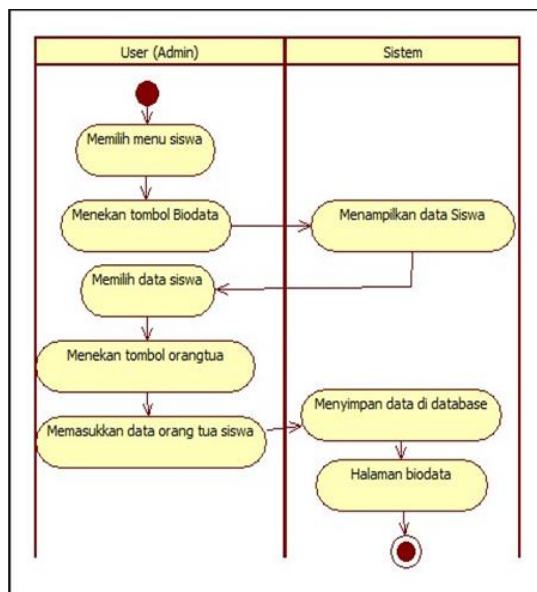 User (Admin)
Sistem
Memilih menu siswa
Menekan tombol Biodata
Menampilkan data Siswa
Memilih data siswa
Menekan tombol orangtua
Memasukkan data orang tua siswa
Menyimpan data di database
Halaman biodata